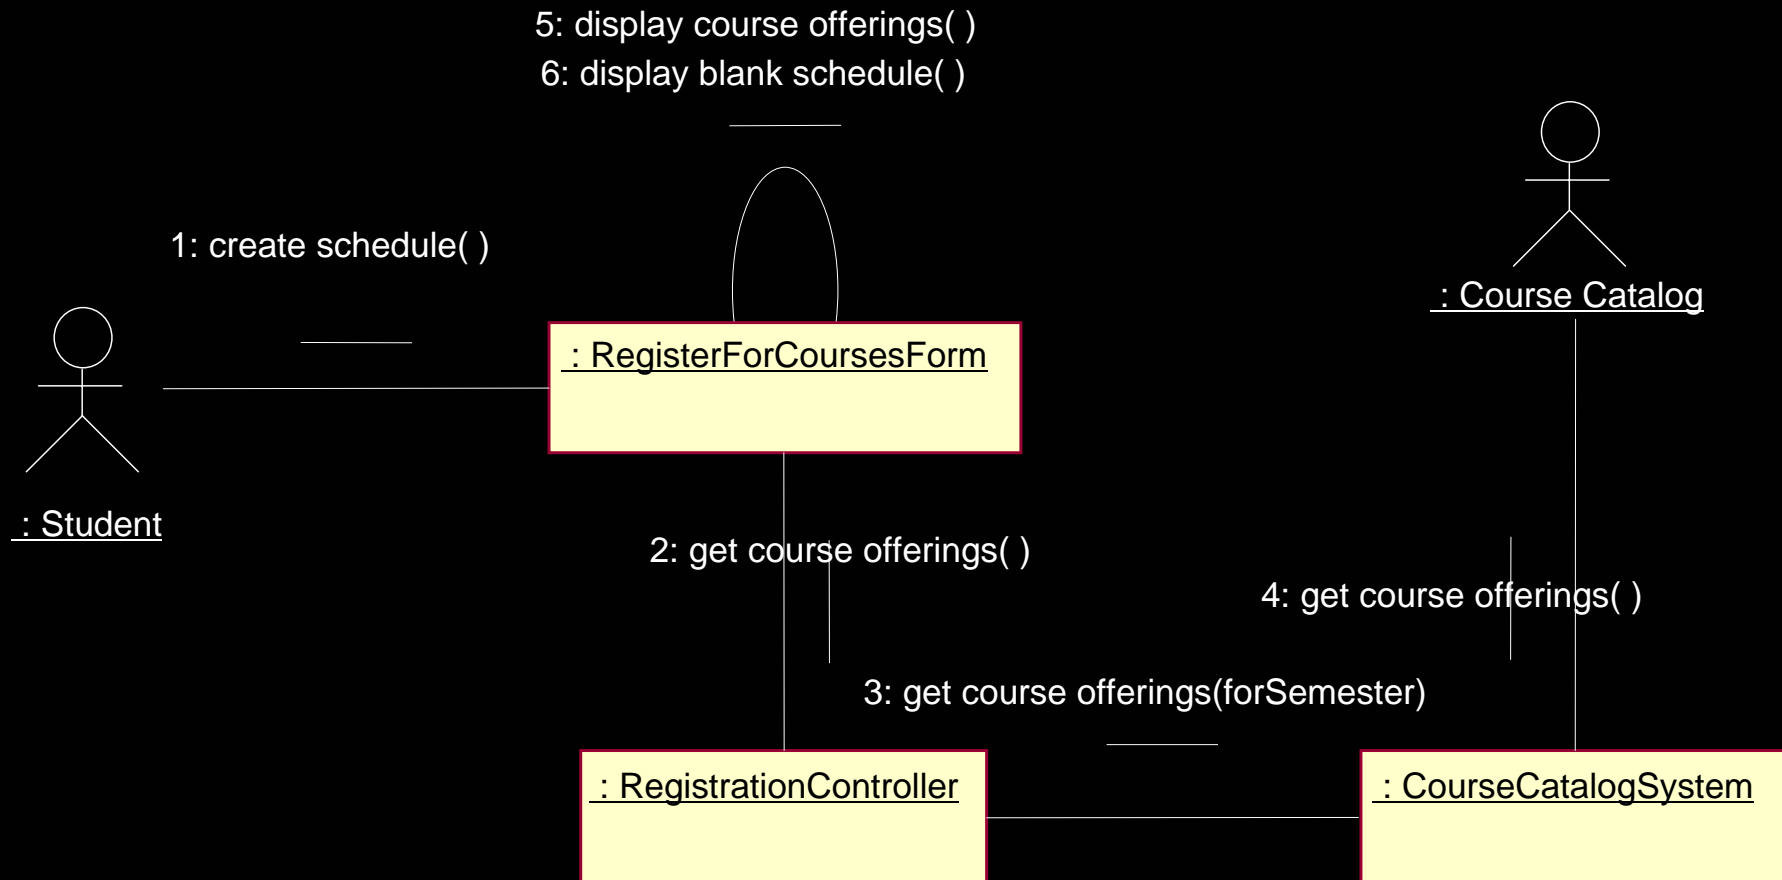 5: display course offerings( )
6: display blank schedule( )
1: create schedule( )
: Course Catalog
: RegisterForCoursesForm
: Student
2: get course offerings( )
4: get course offerings( )
3: get course offerings(forSemester)
: RegistrationController
: CourseCatalogSystem